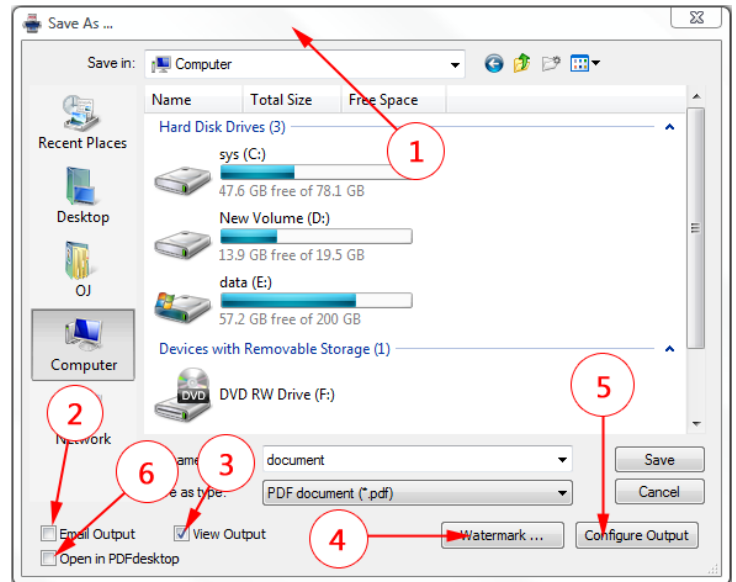 Save As ...
Save in: Computer
Name Total Size Free Space
Hard Disk Drives (3)
sys (C:)
47.6 GB free of 78.1 GB
1
New Volume (D:)
13.9 GB free of 19.5 GB
data (E:)
57.2 GB free of 200 GB
Devices with Removable Storage (1)
DVD DVD RW Drive (F:)
Recent Places
Desktop
OJ
Computer
Network
2
6
3
4
5
document Save
as type: PDF document (*.pdf) Cancel
Email Output View Output Watermark ... Configure Output
Open in PDFdesktop